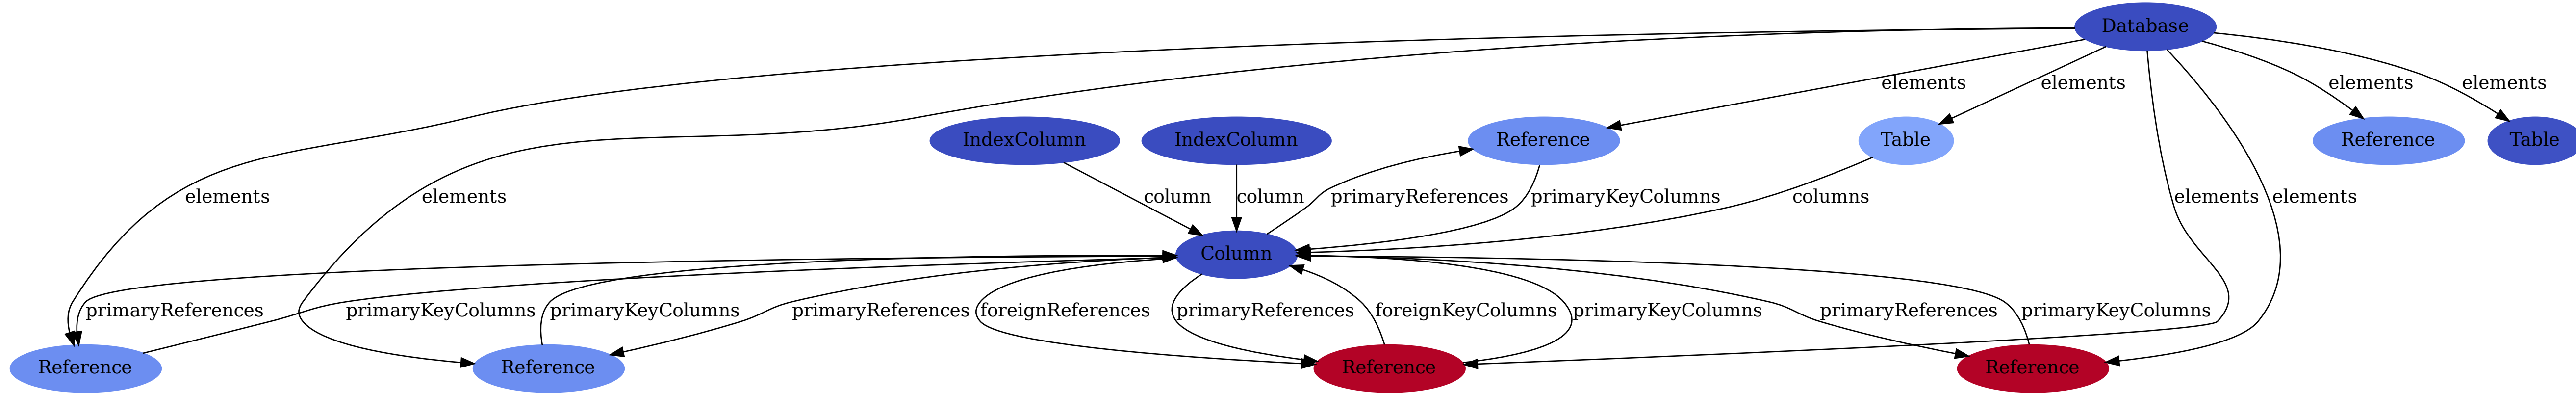 Database
elements
elements
elements
elements
IndexColumn
IndexColumn
Reference
Table
Reference
Table
elements
elements
column
column
primaryReferences
primaryKeyColumns
columns
elements
elements
Column
primaryReferences
primaryKeyColumns
primaryKeyColumns
primaryReferences
foreignReferences
primaryReferences
foreignKeyColumns
primaryKeyColumns
primaryReferences
primaryKeyColumns
Reference
Reference
Reference
Reference